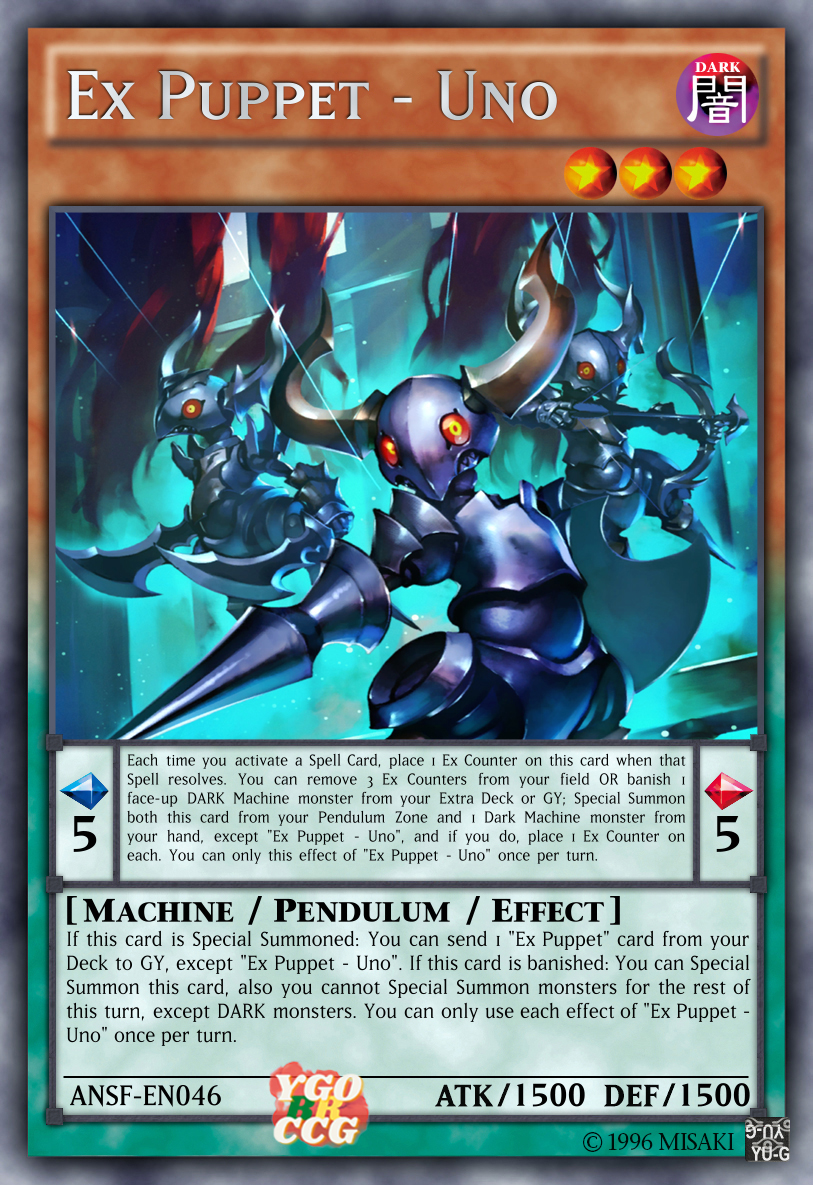 Ex Puppet - Uno
DARK
闇
Each time you activate a Spell Card, place 1 Ex Counter on this card when that
Spell resolves. You can remove 3 Ex Counters from your field OR banish 1
face-up DARK Machine monster from your Extra Deck or GY; Special Summon
both this card from your Pendulum Zone and 1 Dark Machine monster from
your hand, except "Ex Puppet - Uno", and if you do, place 1 Ex Counter on
each. You can only this effect of "Ex Puppet - Uno" once per turn.
5
5
[Machine / Pendulum / Effect]
If this card is Special Summoned: You can send 1 "Ex Puppet" card from your
Deck to GY, except "Ex Puppet - Uno". If this card is banished: You can Special
Summon this card, also you cannot Special Summon monsters for the rest of
this turn, except DARK monsters. You can only use each effect of "Ex Puppet -
Uno" once per turn.
ANSF-EN046
YGO
RR
CCG
ATK/1500 DEF/1500
© 1996 MISAKI
YU-G